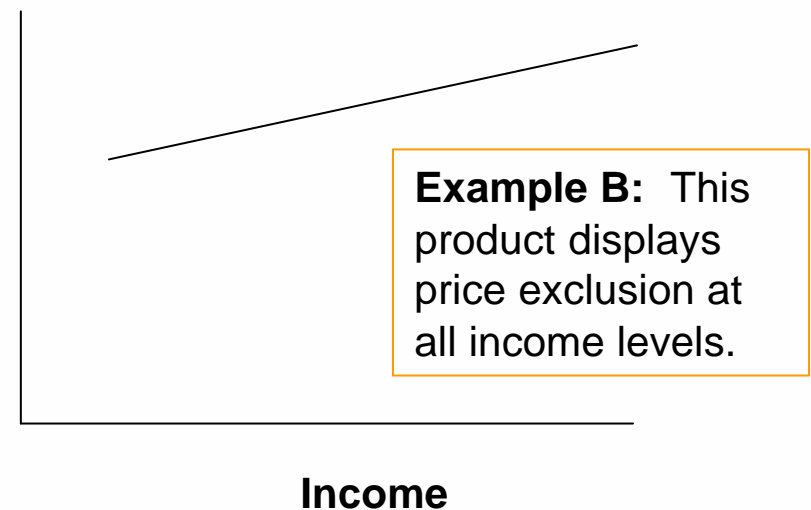 Example B: This
product displays
price exclusion at
all income levels.
Income